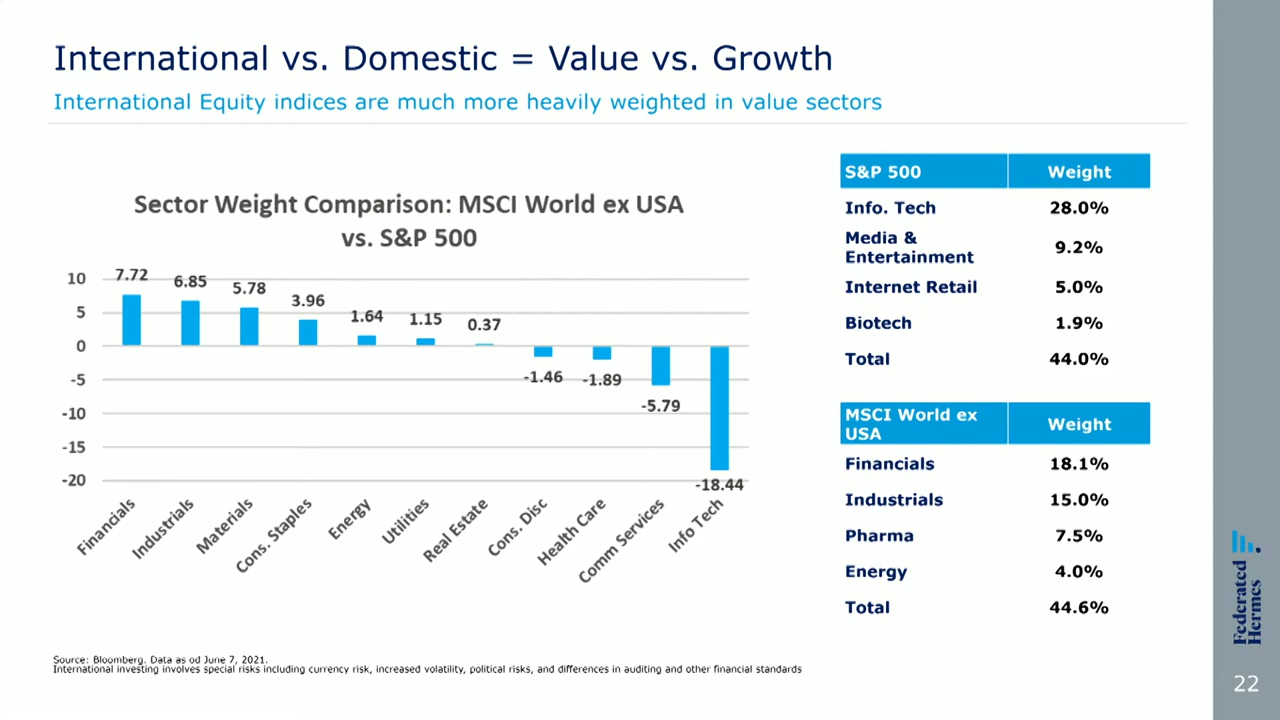 International vs. Domestic = Value vs. Growth
International Equity indices are much more heavily weighted in value sectors
Sector Weight Comparison: MSCI World ex USA
vs. S&P 500
10
5
0
-5
-10
-15
-20
7.72
6.85
5.78
3.96
1.64
1.15
0.37
-1.46
-1.89
-5.79
-18.44
Financials
Industrials
Materials
Cons. Staples
Energy
Utilities
Real Estate
Cons. Disc
Health Care
Comm Services
Info Tech
S&P 500 Weight
Info. Tech 28.0%
Media &
Entertainment 9.2%
Internet Retail 5.0%
Biotech 1.9%
Total 44.0%
MSCI World ex
USA Weight
Financials 18.1%
Industrials 15.0%
Pharma 7.5%
Energy 4.0%
Total 44.6%
Source: Bloomberg. Data as od June 7, 2021.
International investing involves special risks including currency risk, increased volatility, political risks, and differences in auditing and other financial standards
Federated
Hermes
22